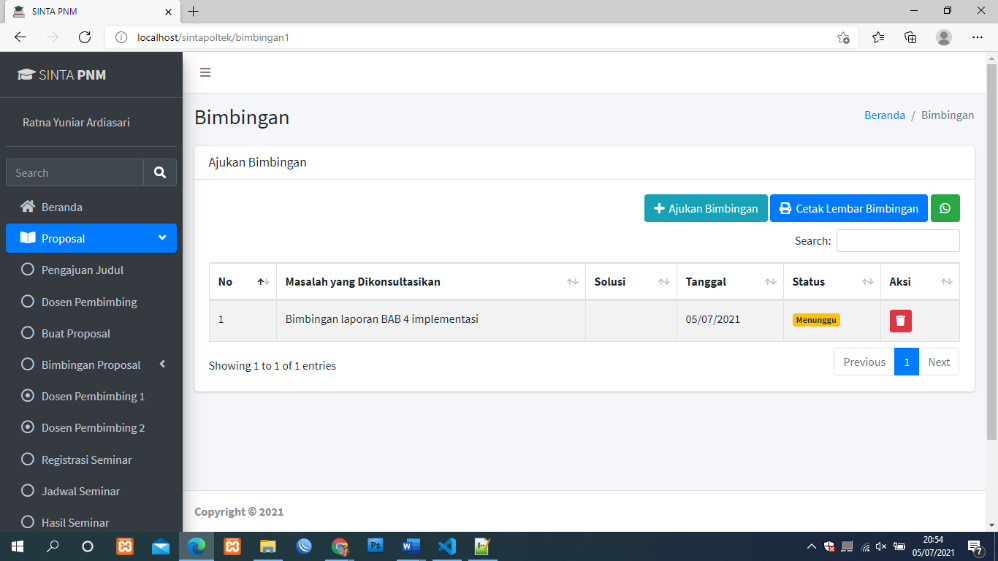 SINTA PNM
localhost/sintapoltek/bimbingan1
SINTA PNM
Ratna Yuniar Ardiasari
Search
Beranda
Proposal
Pengajuan Judul
Dosen Pembimbing
Buat Proposal
Bimbingan Proposal
Dosen Pembimbing 1
Dosen Pembimbing 2
Registrasi Seminar
Jadwal Seminar
Hasil Seminar
Bimbingan
Beranda / Bimbingan
Ajukan Bimbingan
Ajukan Bimbingan Cetak Lembar Bimbingan
Search:
No Masalah yang Dikonsultasikan Solusi Tanggal Status Aksi
1 Bimbingan laporan BAB 4 implementasi 05/07/2021 Menunggu
Showing 1 to 1 of 1 entries
Previous 1 Next
Copyright © 2021
Ps
20:54
05/07/2021
7